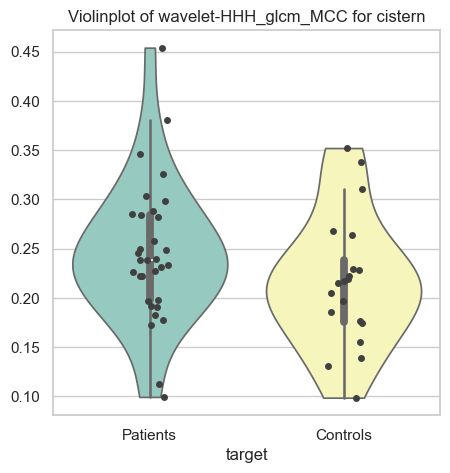 Violinplot of wavelet-HHH_glcm_MCC for cistern
0.45
0.40
0.35
0.30
0.25
0.20
0.15
0.10
Patients
Controls
target